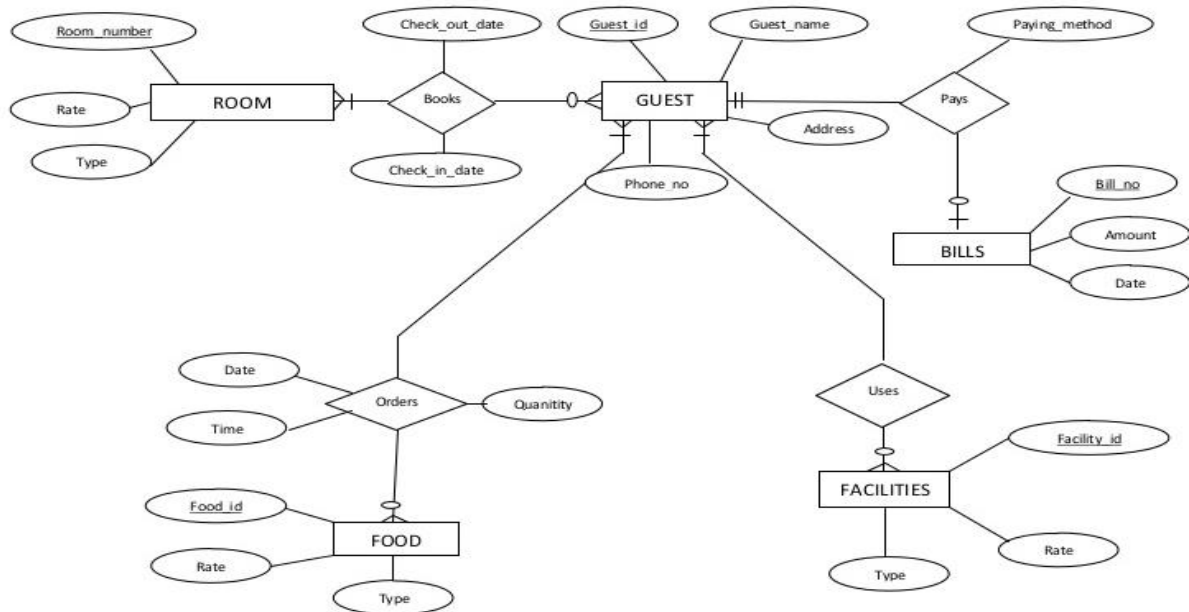 Check_out_date
Guest_id
Guest_name
Paying_method
Room_number
ROOM
Books
GUEST
Pays
Rate
Address
Type
Check_in_date
Phone_no
Bill_no
BILLS
Amount
Date
Date
Orders
Quanitity
Uses
Time
Facility_id
Food_id
FACILITIES
FOOD
Rate
Type
Type
Rate